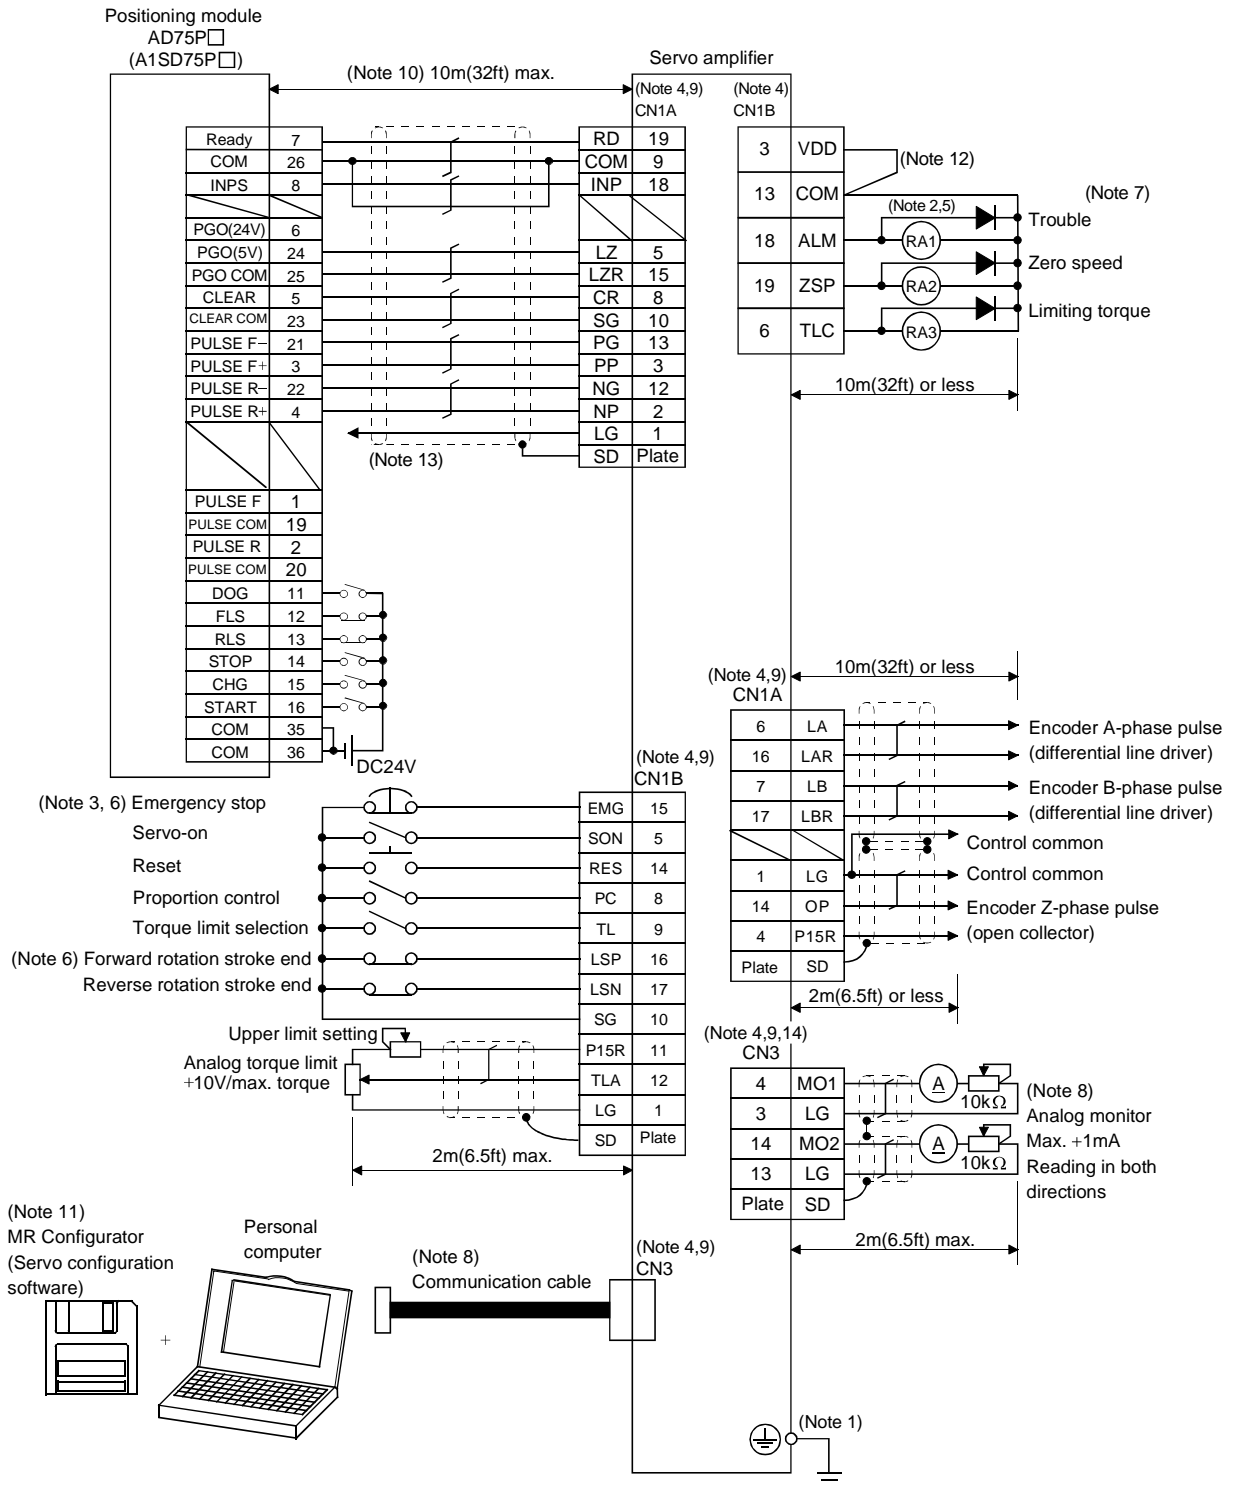 Positioning module
AD75P□
(A1SD75P□)
Servo amplifier
(Note 10) 10m(32ft) max.
(Note 4,9)
CN1A
(Note 4)
CN1B
Ready 7
COM 26
INPS 8
PGO(24V) 6
PGO(5V) 24
PGO COM 25
CLEAR 5
CLEAR COM 23
PULSE F− 21
PULSE F+ 3
PULSE R− 22
PULSE R+ 4
PULSE F 1
PULSE COM 19
PULSE R 2
PULSE COM 20
DOG 11
FLS 12
RLS 13
STOP 14
CHG 15
START 16
COM 35
COM 36
DC24V
(Note 13)
RD 19
COM 9
INP 18
LZ 5
LZR 15
CR 8
SG 10
PG 13
PP 3
NG 12
NP 2
LG 1
SD Plate
3 VDD
13 COM
18 ALM
19 ZSP
6 TLC
(Note 12)
(Note 7)
(Note 2,5)
RA1
Trouble
RA2
Zero speed
RA3
Limiting torque
10m(32ft) or less
10m(32ft) or less
(Note 4,9)
CN1A
6 LA
16 LAR
7 LB
17 LBR
1 LG
14 OP
4 P15R
Plate SD
Encoder A-phase pulse
(differential line driver)
Encoder B-phase pulse
(differential line driver)
Control common
Control common
Encoder Z-phase pulse
(open collector)
2m(6.5ft) or less
(Note 4,9)
CN1B
(Note 3, 6) Emergency stop
Servo-on
Reset
Proportion control
Torque limit selection
(Note 6) Forward rotation stroke end
Reverse rotation stroke end
Upper limit setting
Analog torque limit
+10V/max. torque
EMG 15
SON 5
RES 14
PC 8
TL 9
LSP 16
LSN 17
SG 10
P15R 11
TLA 12
LG 1
SD Plate
2m(6.5ft) max.
(Note 4,9,14)
CN3
4 MO1
3 LG
14 MO2
13 LG
Plate SD
A
10kΩ
A
10kΩ
(Note 8)
Analog monitor
Max. +1mA
Reading in both
directions
2m(6.5ft) max.
(Note 11)
MR Configurator
(Servo configuration
software)
+
Personal
computer
(Note 8)
Communication cable
(Note 4,9)
CN3
(Note 1)